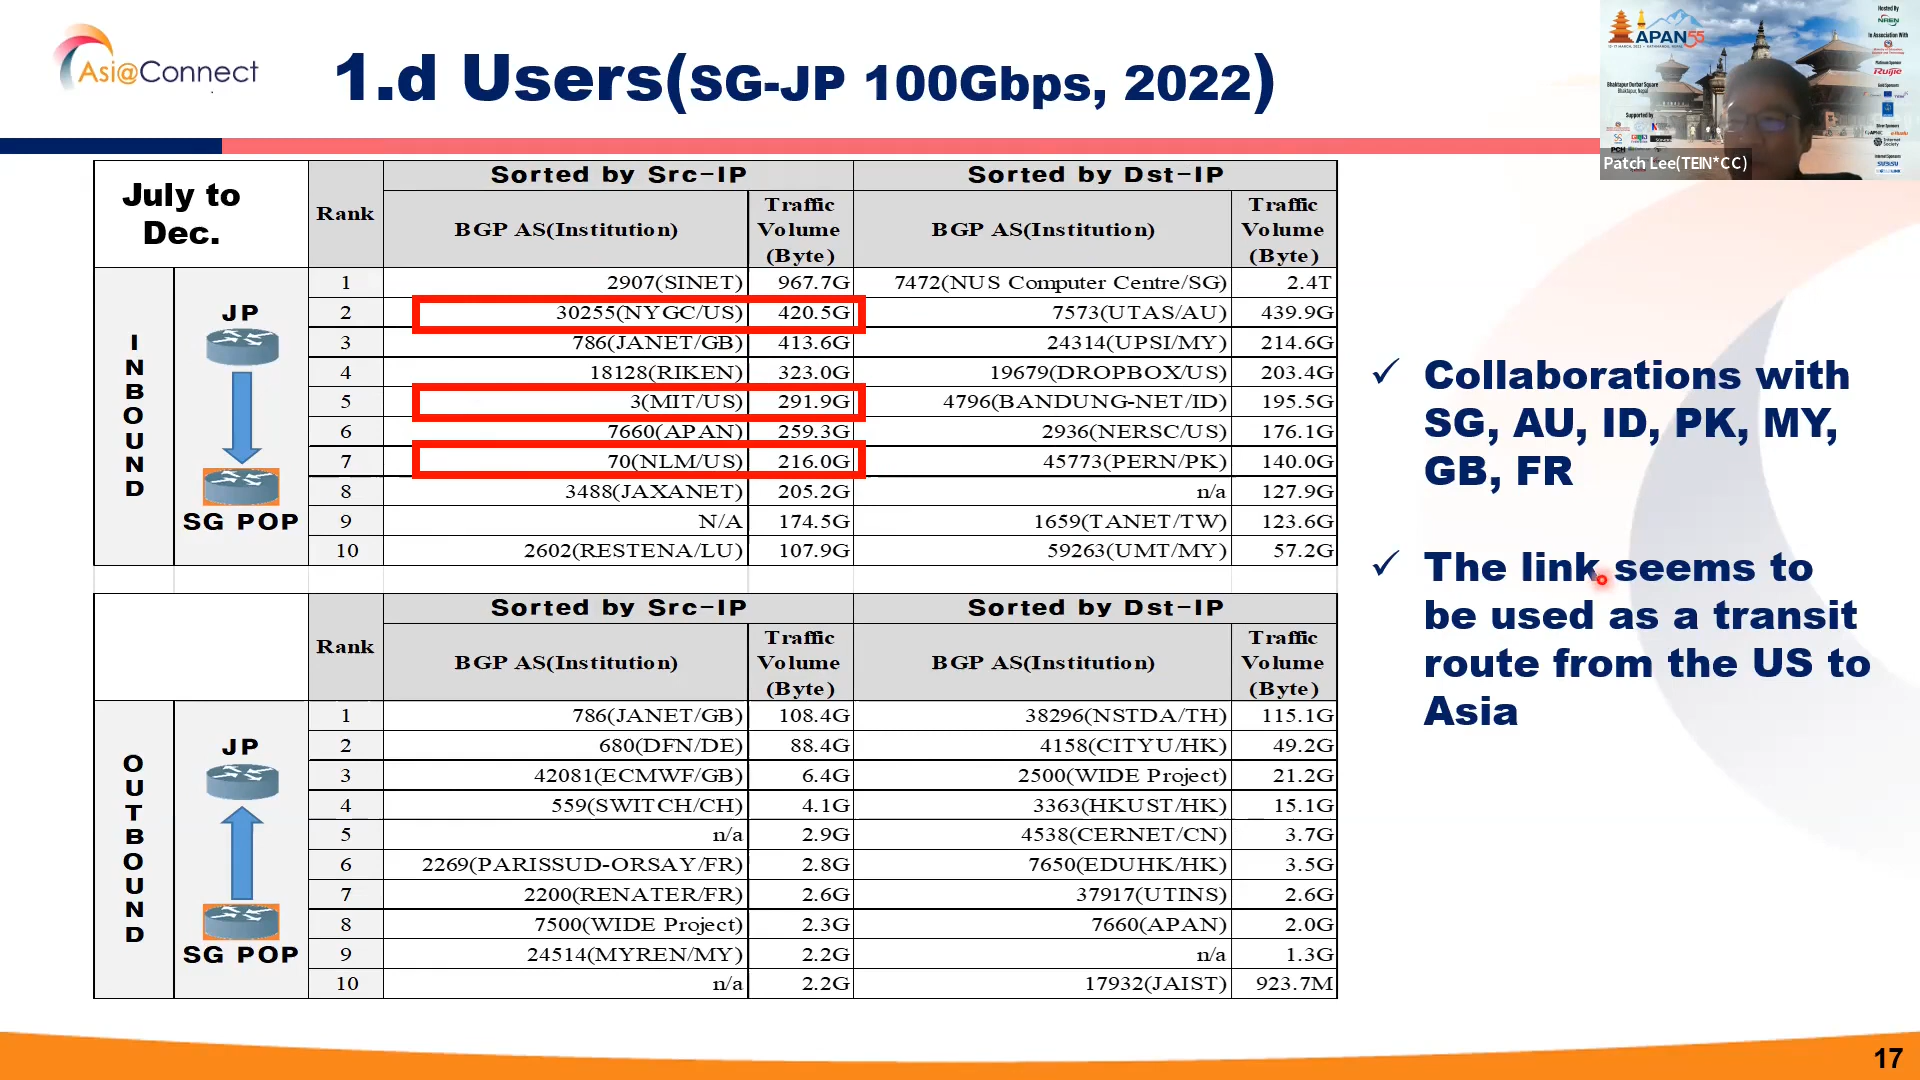 Asi@Connect
1.d Users(SG-JP 100Gbps, 2022)
APAN55
Hosted By
NREN
In Association With
Ruijie
Bhaktapur Durbar Square
Bhaktapur, Nepal
Supported by
Patch Lee(TEIN*CC)
July to
Dec.
Rank
Sorted by Src-IP
Sorted by Dst-IP
BGP AS(Institution)
Traffic
Volume
(Byte)
BGP AS(Institution)
Traffic
Volume
(Byte)
INBOUND
JP
SG POP
1 2907(SINET) 967.7G 7472(NUS Computer Centre/SG) 2.4T
2 30255(NYGC/US) 420.5G 7573(UTAS/AU) 439.9G
3 786(JANET/GB) 413.6G 24314(UPSI/MY) 214.6G
4 18128(RIKEN) 323.0G 19679(DROPBOX/US) 203.4G
5 3(MIT/US) 291.9G 4796(BANDUNG-NET/ID) 195.5G
6 7660(APAN) 259.3G 2936(NERSC/US) 176.1G
7 70(NLM/US) 216.0G 45773(PERN/PK) 140.0G
8 3488(JAXANET) 205.2G n/a 127.9G
9 N/A 174.5G 1659(TANET/TW) 123.6G
10 2602(RESTENA/LU) 107.9G 59263(UMT/MY) 57.2G
Rank
Sorted by Src-IP
Sorted by Dst-IP
BGP AS(Institution)
Traffic
Volume
(Byte)
BGP AS(Institution)
Traffic
Volume
(Byte)
OUTBOUND
JP
SG POP
1 786(JANET/GB) 108.4G 38296(NSTDA/TH) 115.1G
2 680(DFN/DE) 88.4G 4158(CITYU/HK) 49.2G
3 42081(ECMWF/GB) 6.4G 2500(WIDE Project) 21.2G
4 559(SWITCH/CH) 4.1G 3363(HKUST/HK) 15.1G
5 n/a 2.9G 4538(CERNET/CN) 3.7G
6 2269(PARISSUD-ORSAY/FR) 2.8G 7650(EDUHK/HK) 3.5G
7 2200(RENATER/FR) 2.6G 37917(UTINS) 2.6G
8 7500(WIDE Project) 2.3G 7660(APAN) 2.0G
9 24514(MYREN/MY) 2.2G n/a 1.3G
10 n/a 2.2G 17932(JAIST) 923.7M
✓ Collaborations with
SG, AU, ID, PK, MY,
GB, FR
✓ The link seems to
be used as a transit
route from the US to
Asia
17